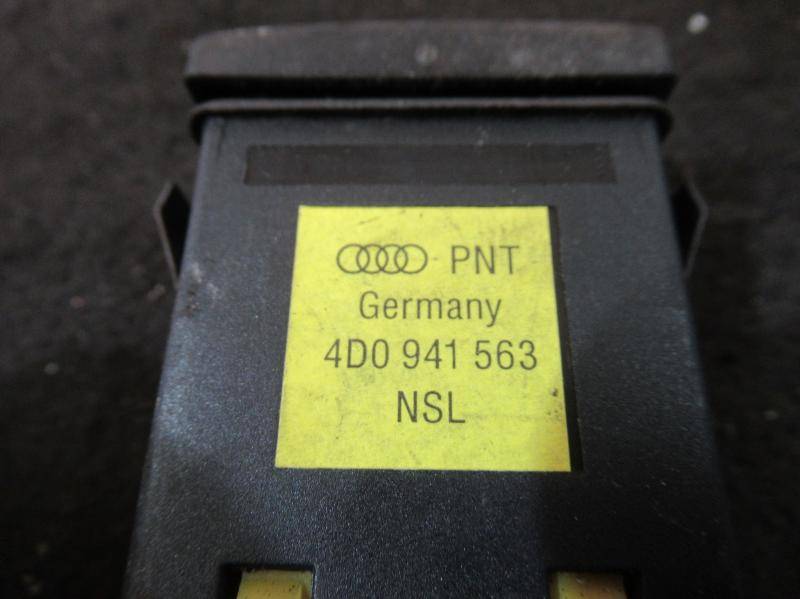 PNT
Germany
4D0 941 563
NSL